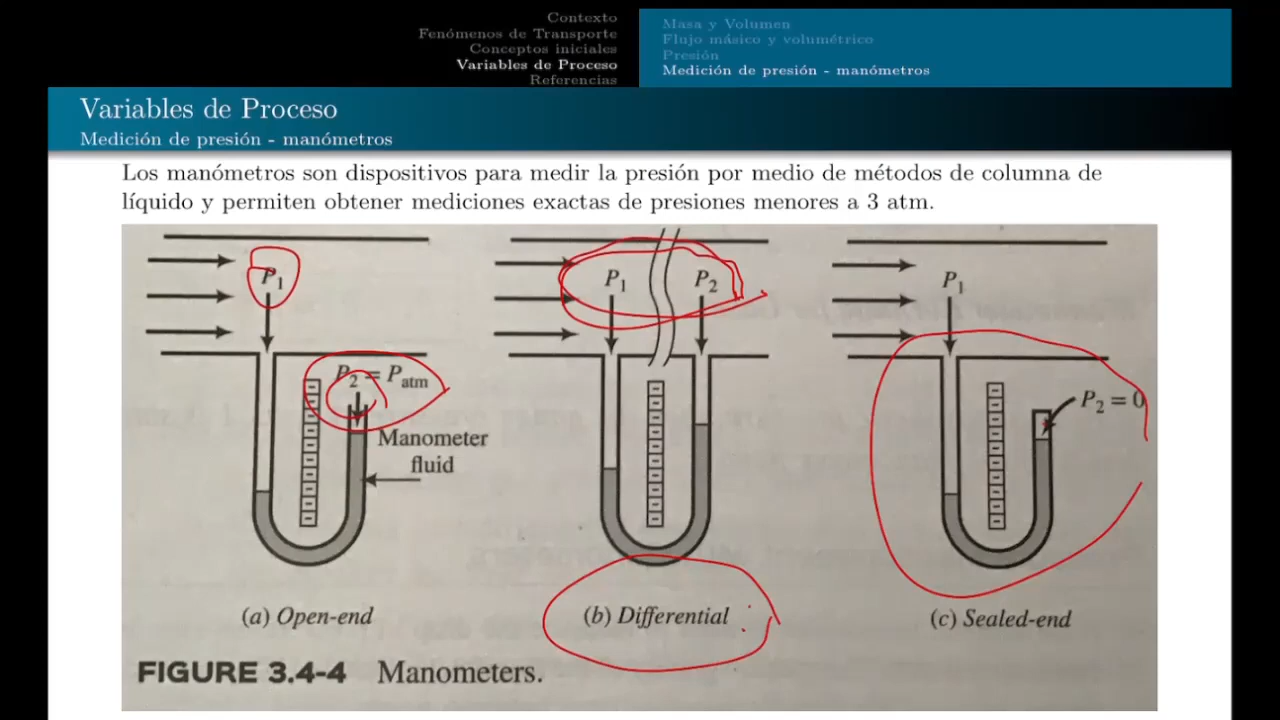 Contexto
Fenómenos de Transporte
Conceptos iniciales
Variables de Proceso
Referencias
Masa y Volumen
Flujo másico y volumétrico
Presión
Medición de presión - manómetros
Variables de Proceso
Medición de presión - manómetros
Los manómetros son dispositivos para medir la presión por medio de métodos de columna de
líquido y permiten obtener mediciones exactas de presiones menores a 3 atm.
P1
P1
P2
P1
P2 = Patm
P2 = 0
Manometer
fluid
(a) Open-end
(b) Differential
(c) Sealed-end
FIGURE 3.4-4 Manometers.